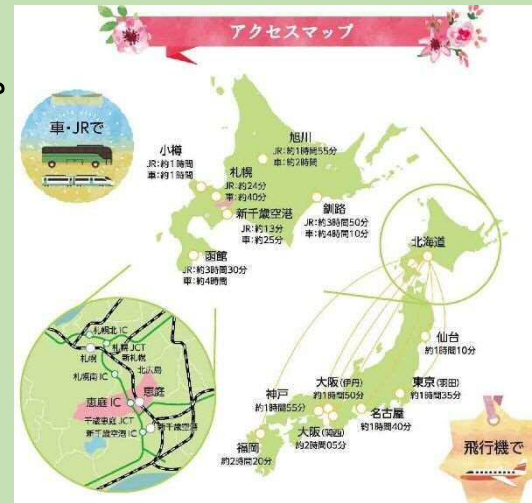 アクセスマップ
車・JRで
小樽
JR:約1時間
車:約1時間
旭川
JR:約1時間55分
車:約2時間
札幌
JR:約24分
車:約40分
新千歳空港
JR:約13分
車:約25分
釧路
JR:約3時間50分
車:約4時間10分
函館
JR:約3時間30分
車:約4時間
北海道
仙台
約1時間10分
東京(羽田)
約1時間35分
名古屋
約1時間40分
大阪(伊丹)
約1時間50分
神戸
約1時間55分
大阪(関西)
約2時間05分
福岡
約2時間20分
飛行機で
札幌北IC
札幌JCT
札幌
新札幌
札幌南IC
北広島
恵庭IC
恵庭
千歳恵庭JCT
新千歳空港IC
新千歳空港